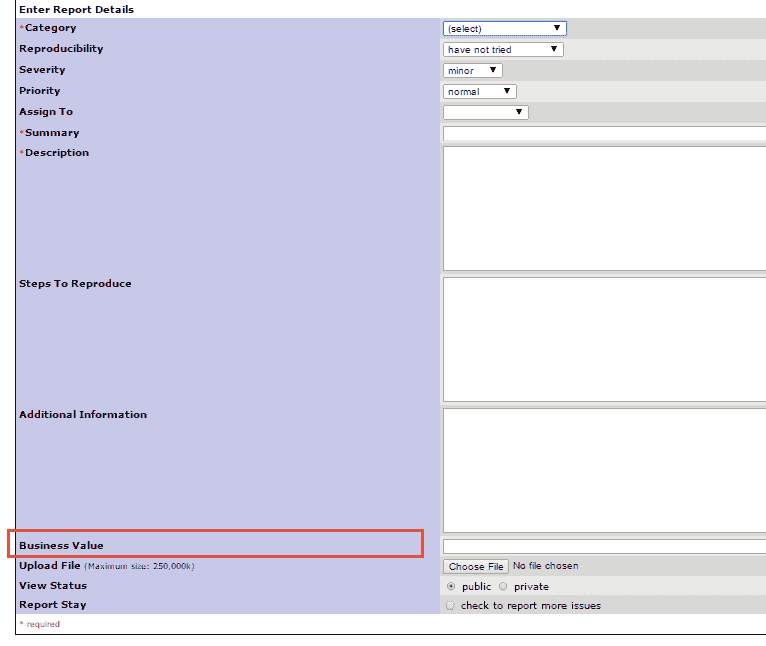 Enter Report Details
*Category (select)
Reproducibility have not tried
Severity minor
Priority normal
Assign To
*Summary
*Description
Steps To Reproduce
Additional Information
Business Value
Upload File (Maximum size: 250,000k) Choose File No file chosen
View Status public private
Report Stay check to report more issues
* required